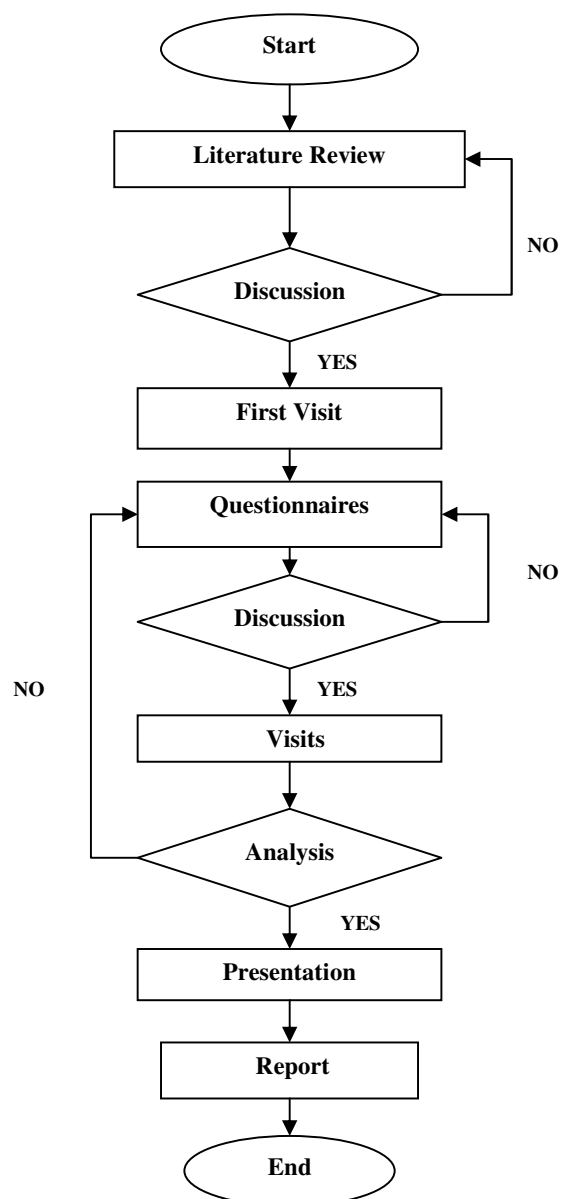 Start
Literature Review
NO
Discussion
YES
First Visit
Questionnaires
NO
Discussion
NO
YES
Visits
Analysis
YES
Presentation
Report
End